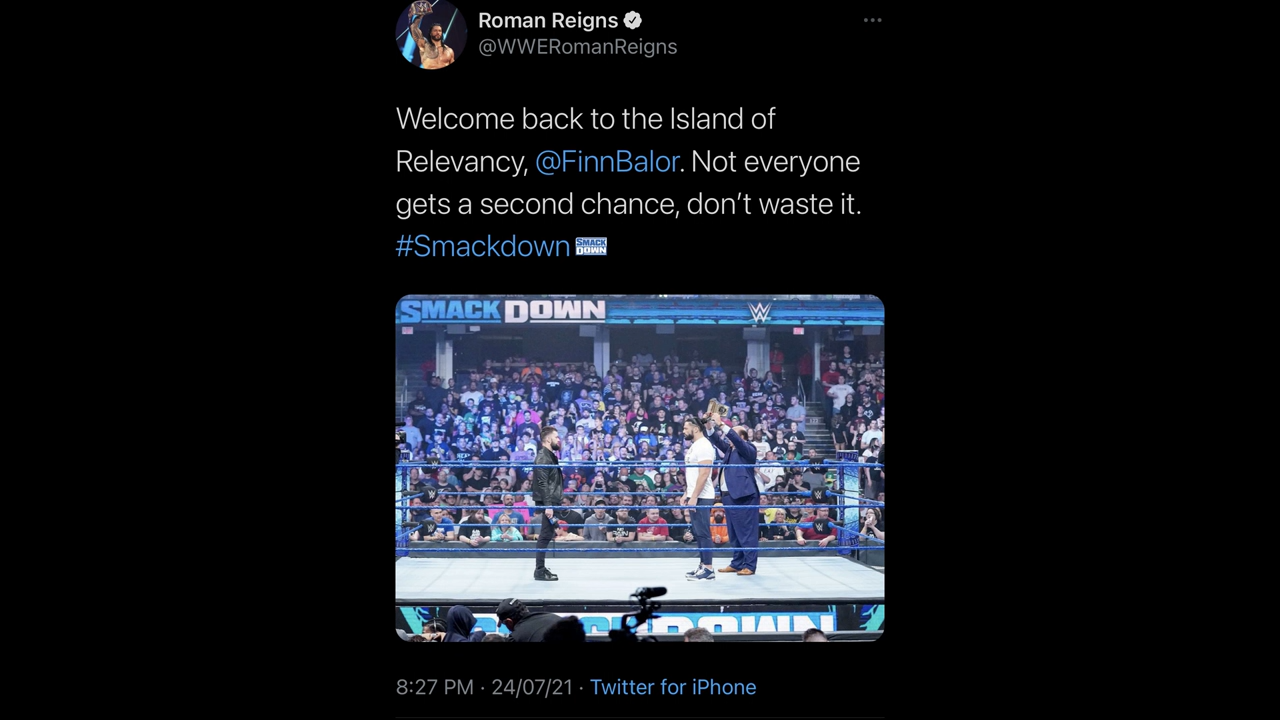 Roman Reigns
@WWERomanReigns
Welcome back to the Island of
Relevancy, @FinnBalor. Not everyone
gets a second chance, don’t waste it.
#Smackdown SMACK DOWN
SMACKDOWN W
8:27 PM · 24/07/21 · Twitter for iPhone